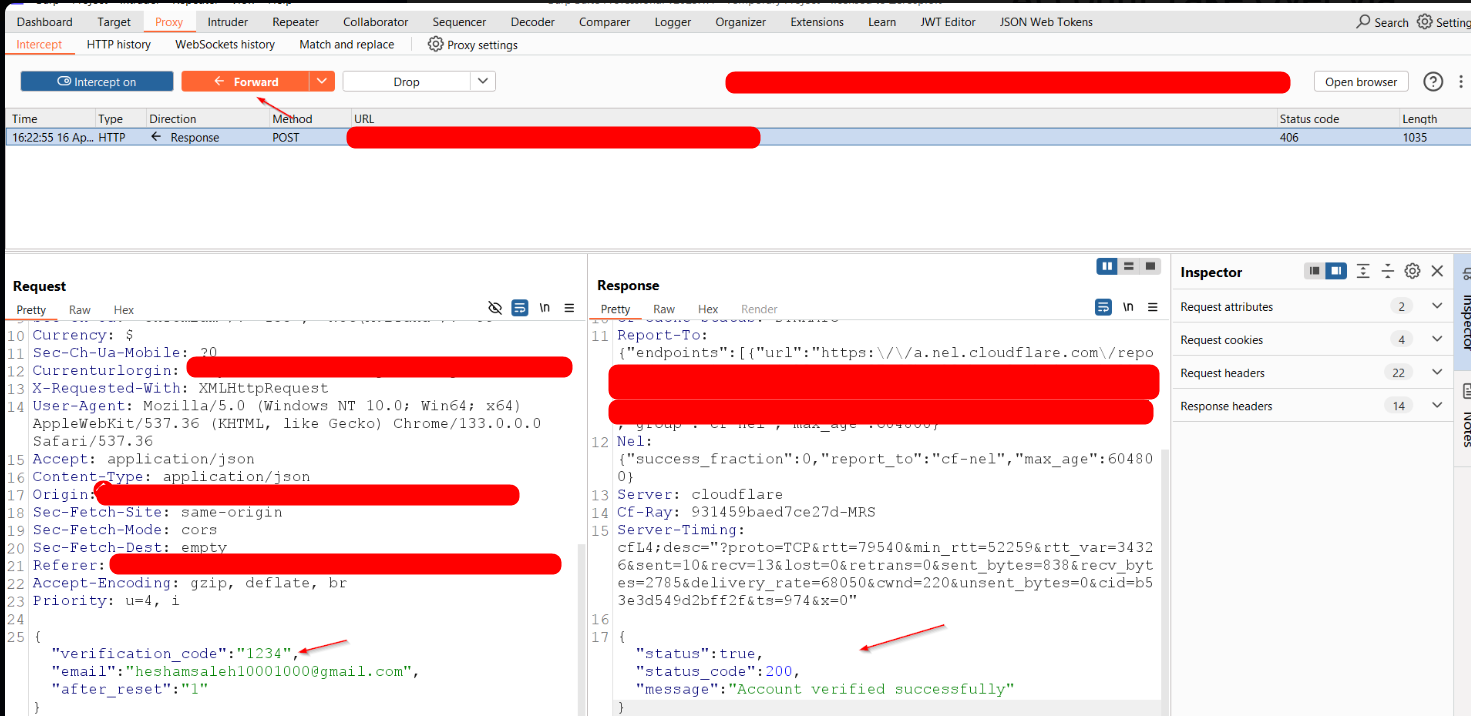 Dashboard Target Proxy Intruder Repeater Collaborator Sequencer Decoder Comparer Logger Organizer Extensions Learn JWT Editor JSON Web Tokens Search
Intercept HTTP history WebSockets history Match and replace Proxy settings
Intercept on Forward Drop Open browser
Time Type Direction Method URL Status code Length
16:22:55 16 Ap... HTTP Response POST 406 1035
Request
Pretty Raw Hex \n
10 Currency: $
11 Sec-Ch-Ua-Mobile: ?0
12 Currenturlorgin:
13 X-Requested-With: XMLHttpRequest
14 User-Agent: Mozilla/5.0 (Windows NT 10.0; Win64; x64)
AppleWebKit/537.36 (KHTML, like Gecko) Chrome/133.0.0.0
Safari/537.36
15 Accept: application/json
16 Content-Type: application/json
17 Origin:
18 Sec-Fetch-Site: same-origin
19 Sec-Fetch-Mode: cors
20 Sec-Fetch-Dest: empty
21 Referer:
22 Accept-Encoding: gzip, deflate, br
23 Priority: u=4, i
24
25 {
"verification_code":"1234",
"email":"heshamsaleh10001000@gmail.com",
"after_reset":"1"
}
Response
Pretty Raw Hex Render \n
11 Report-To:
{"endpoints":[{"url":"https:\/\/a.nel.cloudflare.com\/repo
12 Nel:
{"success_fraction":0,"report_to":"cf-nel","max_age":60480
0}
13 Server: cloudflare
14 Cf-Ray: 931459baed7ce27d-MRS
15 Server-Timing:
cfL4;desc="?proto=TCP&rtt=79540&min_rtt=52259&rtt_var=3432
6&sent=10&recv=13&lost=0&retrans=0&sent_bytes=838&recv_byt
es=2785&delivery_rate=68050&cwnd=220&unsent_bytes=0&cid=b5
3e3d549d2bff2f&ts=974&x=0"
16
17 {
"status":true,
"status_code":200,
"message":"Account verified successfully"
}
Inspector
Request attributes 2
Request cookies 4
Request headers 22
Response headers 14
Inspector
Notes